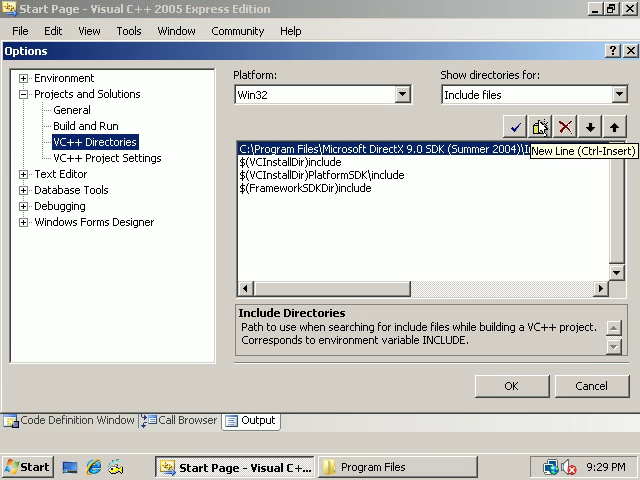 Start Page - Visual C++ 2005 Express Edition
File Edit View Tools Window Community Help
Options
Environment
Projects and Solutions
General
Build and Run
VC++ Directories
VC++ Project Settings
Text Editor
Database Tools
Debugging
Windows Forms Designer
Platform:
Win32
Show directories for:
Include files
New Line (Ctrl-Insert)
C:\Program Files\Microsoft DirectX 9.0 SDK (Summer 2004)\I
$(VCInstallDir)include
$(VCInstallDir)PlatformSDK\include
$(FrameworkSDKDir)include
Include Directories
Path to use when searching for include files while building a VC++ project.
Corresponds to environment variable INCLUDE.
OK Cancel
Code Definition Window Call Browser Output
Start Start Page - Visual C+... Program Files 9:29 PM